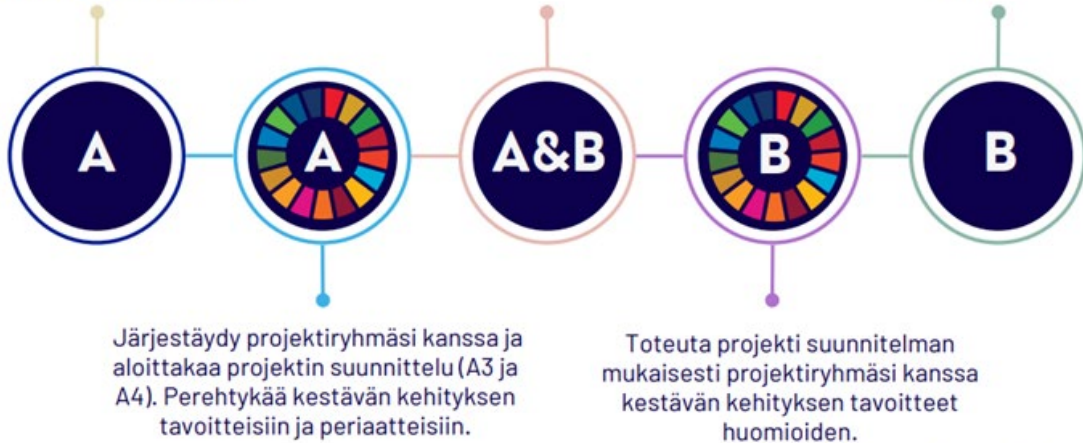 A
A
A&B
B
B
Järjestäydy projektiryhmäsi kanssa ja
aloittakaa projektin suunnittelu (A3 ja
A4). Perehtykää kestävän kehityksen
tavoitteisiin ja periaatteisiin.
Toteuta projekti suunnitelman
mukaisesti projektiryhmäsi kanssa
kestävän kehityksen tavoitteet
huomioiden.